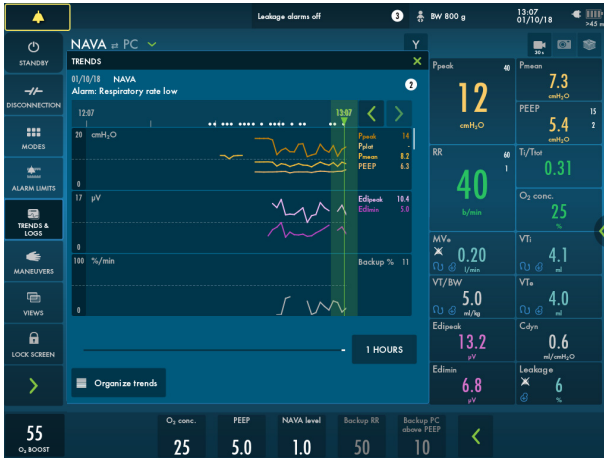 Leakage alarms off
3
BW 800 g
13:07
01/10/18
>45 m
STANDBY
DISCONNECTION
MODES
ALARM LIMITS
TRENDS &
LOGS
MANEUVERS
VIEWS
LOCK SCREEN
NAVA ⇄ PC
Y
30 s
TRENDS
01/10/18 NAVA
Alarm: Respiratory rate low
2
12:07
13:07
20 cmH2O
0
Ppeak 14
Pplat -
Pmean 8.2
PEEP 6.3
17 µV
0
Edipeak 10.4
Edimin 5.0
100 %/min
0
Backup % 11
1 HOURS
Organize trends
Ppeak 40
12
cmH2O
Pmean
7.3
cmH2O
PEEP 15
5.4 2
cmH2O
RR 60
1
40
b/min
Ti/Ttot
0.31
O2 conc.
25
%
MVe
0.20
l/min
VTi
4.1
ml
VT/BW
5.0
ml/kg
VTe
4.0
ml
Edipeak
13.2
µV
Cdyn
0.6
ml/cmH2O
Edimin
6.8
µV
Leakage
6
%
55
O2 BOOST
O2 conc.
25
PEEP
5.0
NAVA level
1.0
Backup RR
50
Backup PC
above PEEP
10